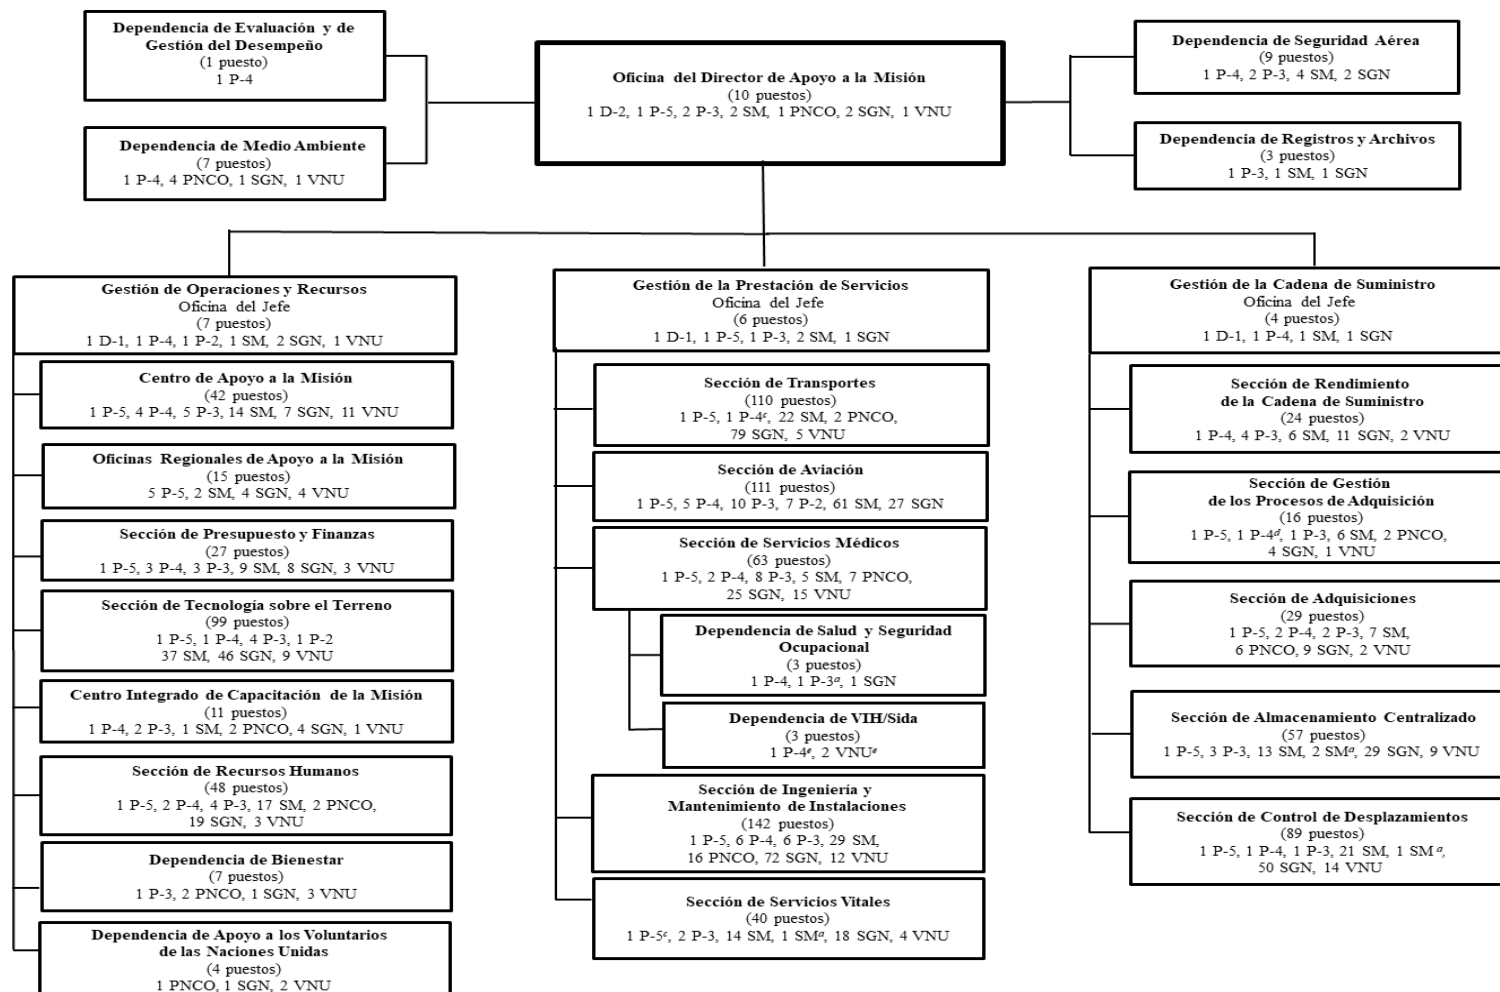 Dependencia de Evaluación y de
Gestión del Desempeño
(1 puesto)
1 P-4
Dependencia de Medio Ambiente
(7 puestos)
1 P-4, 4 PNCO, 1 SGN, 1 VNU
Oficina del Director de Apoyo a la Misión
(10 puestos)
1 D-2, 1 P-5, 2 P-3, 2 SM, 1 PNCO, 2 SGN, 1 VNU
Dependencia de Seguridad Aérea
(9 puestos)
1 P-4, 2 P-3, 4 SM, 2 SGN
Dependencia de Registros y Archivos
(3 puestos)
1 P-3, 1 SM, 1 SGN
Gestión de Operaciones y Recursos
Oficina del Jefe
(7 puestos)
1 D-1, 1 P-4, 1 P-2, 1 SM, 2 SGN, 1 VNU
Centro de Apoyo a la Misión
(42 puestos)
1 P-5, 4 P-4, 5 P-3, 14 SM, 7 SGN, 11 VNU
Oficinas Regionales de Apoyo a la Misión
(15 puestos)
5 P-5, 2 SM, 4 SGN, 4 VNU
Sección de Presupuesto y Finanzas
(27 puestos)
1 P-5, 3 P-4, 3 P-3, 9 SM, 8 SGN, 3 VNU
Sección de Tecnología sobre el Terreno
(99 puestos)
1 P-5, 1 P-4, 4 P-3, 1 P-2
37 SM, 46 SGN, 9 VNU
Centro Integrado de Capacitación de la Misión
(11 puestos)
1 P-4, 2 P-3, 1 SM, 2 PNCO, 4 SGN, 1 VNU
Sección de Recursos Humanos
(48 puestos)
1 P-5, 2 P-4, 4 P-3, 17 SM, 2 PNCO,
19 SGN, 3 VNU
Dependencia de Bienestar
(7 puestos)
1 P-3, 2 PNCO, 1 SGN, 3 VNU
Dependencia de Apoyo a los Voluntarios
de las Naciones Unidas
(4 puestos)
1 PNCO, 1 SGN, 2 VNU
Gestión de la Prestación de Servicios
Oficina del Jefe
(6 puestos)
1 D-1, 1 P-5, 1 P-3, 2 SM, 1 SGN
Sección de Transportes
(110 puestos)
1 P-5, 1 P-4ᶜ, 22 SM, 2 PNCO,
79 SGN, 5 VNU
Sección de Aviación
(111 puestos)
1 P-5, 5 P-4, 10 P-3, 7 P-2, 61 SM, 27 SGN
Sección de Servicios Médicos
(63 puestos)
1 P-5, 2 P-4, 8 P-3, 5 SM, 7 PNCO,
25 SGN, 15 VNU
Dependencia de Salud y Seguridad
Ocupacional
(3 puestos)
1 P-4, 1 P-3ᵃ, 1 SGN
Dependencia de VIH/Sida
(3 puestos)
1 P-4ᵉ, 2 VNUᵉ
Sección de Ingeniería y
Mantenimiento de Instalaciones
(142 puestos)
1 P-5, 6 P-4, 6 P-3, 29 SM,
16 PNCO, 72 SGN, 12 VNU
Sección de Servicios Vitales
(40 puestos)
1 P-5ᶜ, 2 P-3, 14 SM, 1 SMᵃ, 18 SGN, 4 VNU
Gestión de la Cadena de Suministro
Oficina del Jefe
(4 puestos)
1 D-1, 1 P-4, 1 SM, 1 SGN
Sección de Rendimiento
de la Cadena de Suministro
(24 puestos)
1 P-4, 4 P-3, 6 SM, 11 SGN, 2 VNU
Sección de Gestión
de los Procesos de Adquisición
(16 puestos)
1 P-5, 1 P-4ᵈ, 1 P-3, 6 SM, 2 PNCO,
4 SGN, 1 VNU
Sección de Adquisiciones
(29 puestos)
1 P-5, 2 P-4, 2 P-3, 7 SM,
6 PNCO, 9 SGN, 2 VNU
Sección de Almacenamiento Centralizado
(57 puestos)
1 P-5, 3 P-3, 13 SM, 2 SMᵃ, 29 SGN, 9 VNU
Sección de Control de Desplazamientos
(89 puestos)
1 P-5, 1 P-4, 1 P-3, 21 SM, 1 SM ᵃ,
50 SGN, 14 VNU